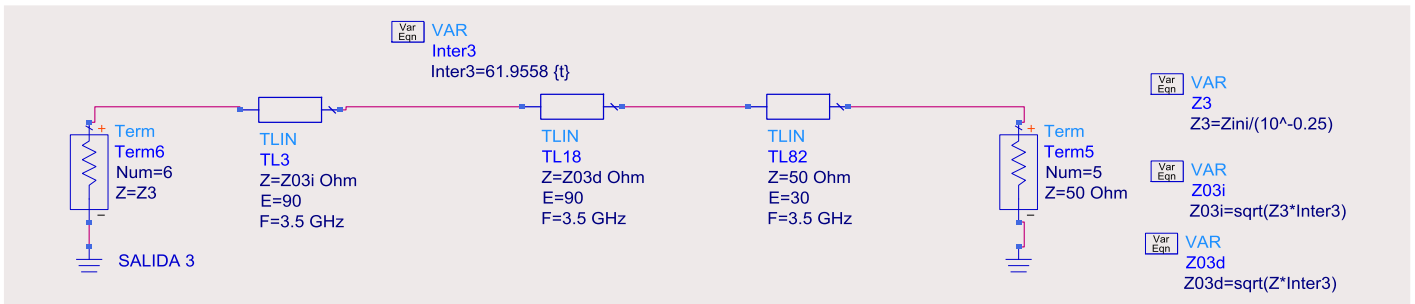 Var
Eqn
VAR
Inter3
Inter3=61.9558 {t}
+
Term
Term6
Num=6
Z=Z3
−
SALIDA 3
TLIN
TL3
Z=Z03i Ohm
E=90
F=3.5 GHz
TLIN
TL18
Z=Z03d Ohm
E=90
F=3.5 GHz
TLIN
TL82
Z=50 Ohm
E=30
F=3.5 GHz
+
Term
Term5
Num=5
Z=50 Ohm
−
Var
Eqn
VAR
Z3
Z3=Zini/(10^-0.25)
Var
Eqn
VAR
Z03i
Z03i=sqrt(Z3*Inter3)
Var
Eqn
VAR
Z03d
Z03d=sqrt(Z*Inter3)